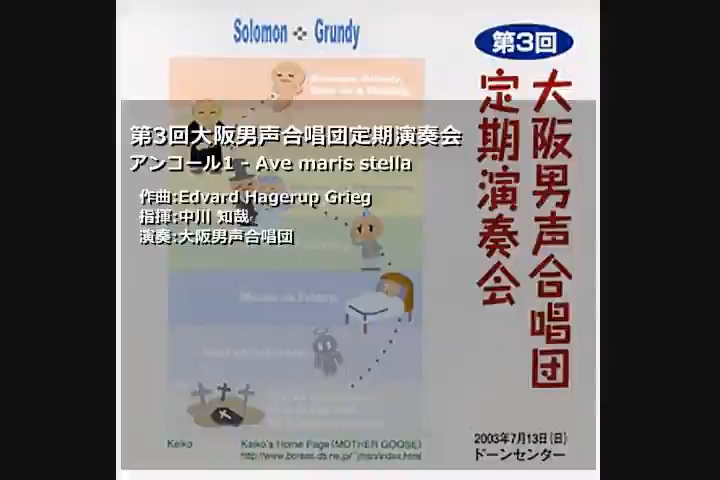 Solomon Grundy
第3回
大阪男声合唱団
定期演奏会
第3回大阪男声合唱団定期演奏会
アンコール1 - Ave maris stella
作曲:Edvard Hagerup Grieg
指揮:中川 知哉
演奏:大阪男声合唱団
Keiko
Keiko's Home Page (MOTHER GOOSE)
2003年7月13日(日)
ドーンセンター